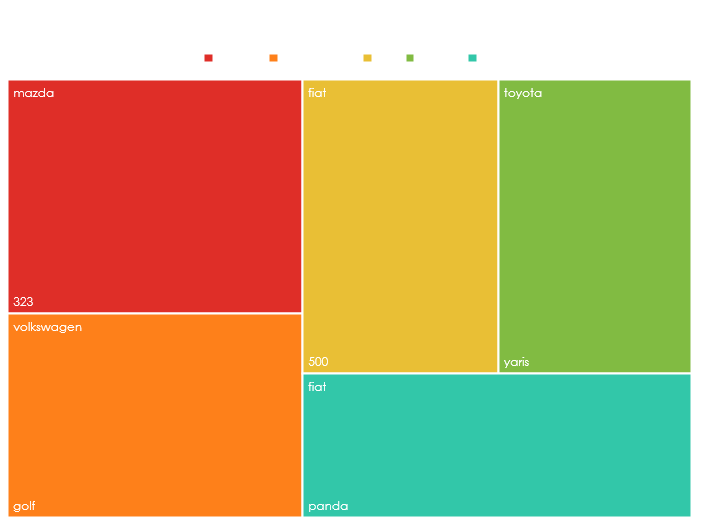 mazda
323
volkswagen
golf
fiat
500
toyota
yaris
fiat
panda